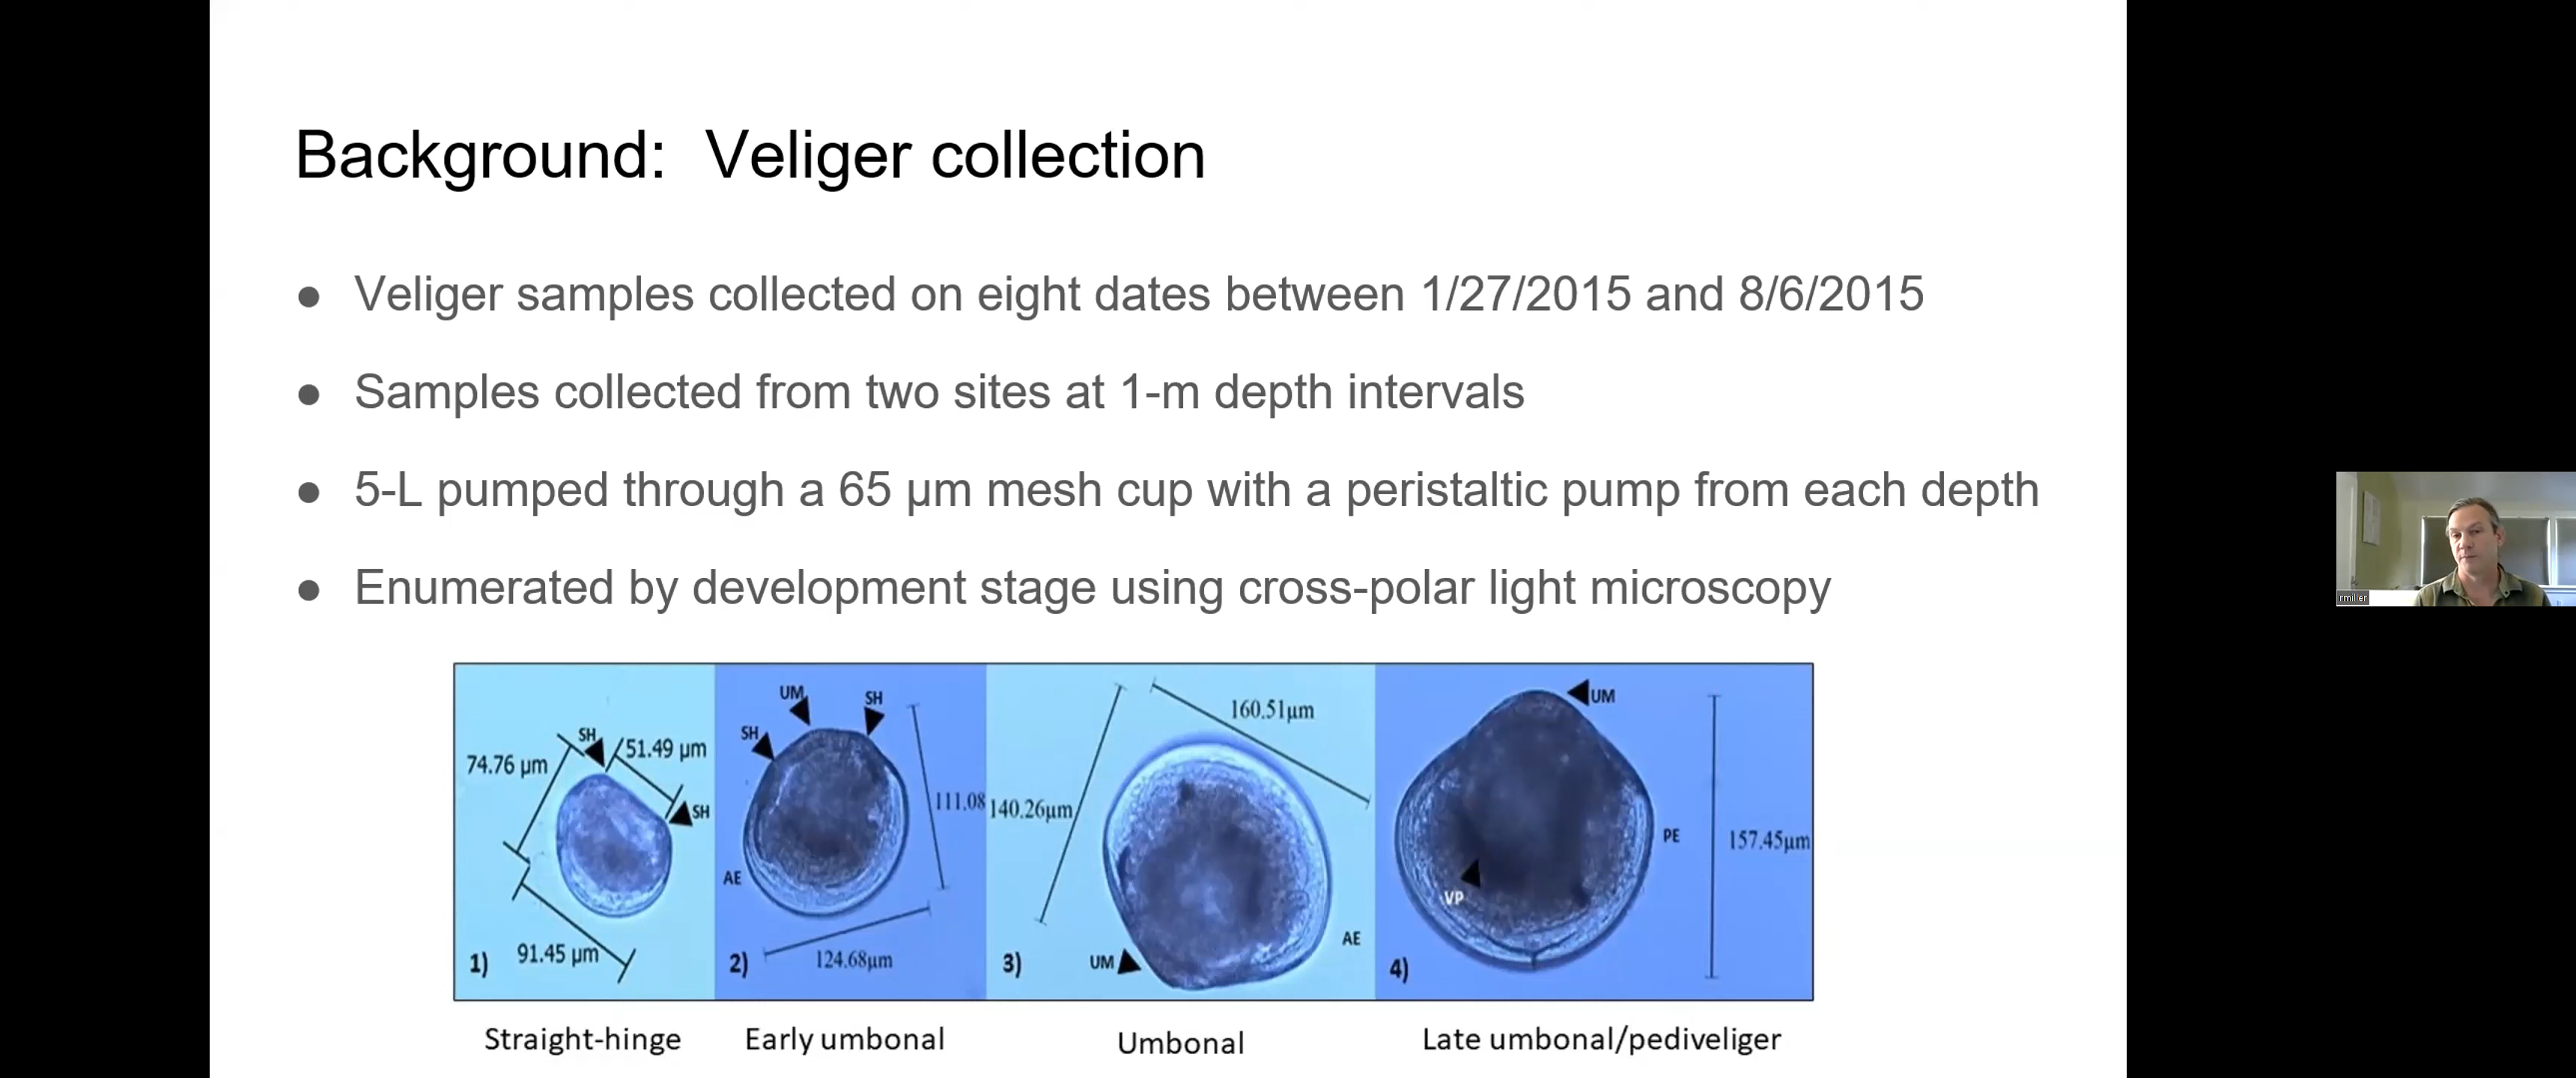 Background: Veliger collection
● Veliger samples collected on eight dates between 1/27/2015 and 8/6/2015
● Samples collected from two sites at 1-m depth intervals
● 5-L pumped through a 65 µm mesh cup with a peristaltic pump from each depth
● Enumerated by development stage using cross-polar light microscopy
rmiller
SH
51.49 µm
74.76 µm
SH
91.45 µm
1)
UM
SH
SH
111.08
AE
124.68µm
2)
160.51µm
140.26µm
AE
UM
3)
UM
PE
157.45µm
VP
4)
Straight-hinge
Early umbonal
Umbonal
Late umbonal/pediveliger